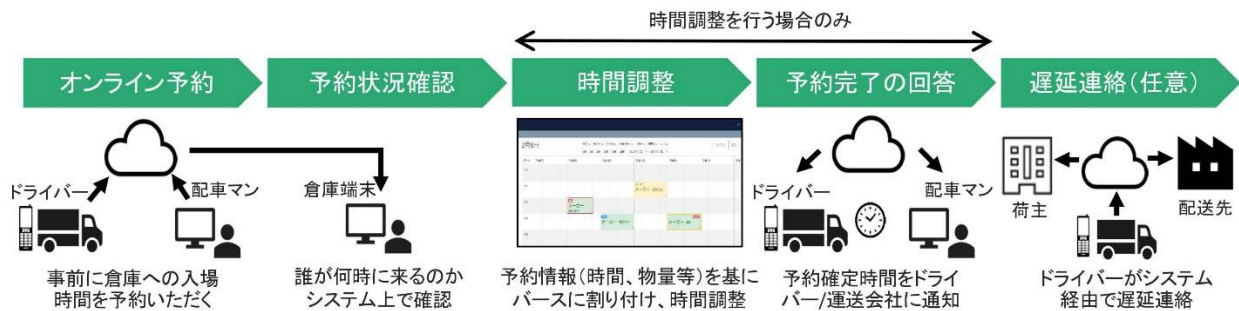 時間調整を行う場合のみ
オンライン予約
予約状況確認
時間調整
予約完了の回答
遅延連絡(任意)
ドライバー
配車マン
事前に倉庫への入場
時間を予約いただく
倉庫端末
誰が何時に来るのか
システム上で確認
予約情報(時間、物量等)を基に
バースに割り付け、時間調整
ドライバー
配車マン
予約確定時間をドライ
バー/運送会社に通知
荷主
配送先
ドライバーがシステム
経由で遅延連絡